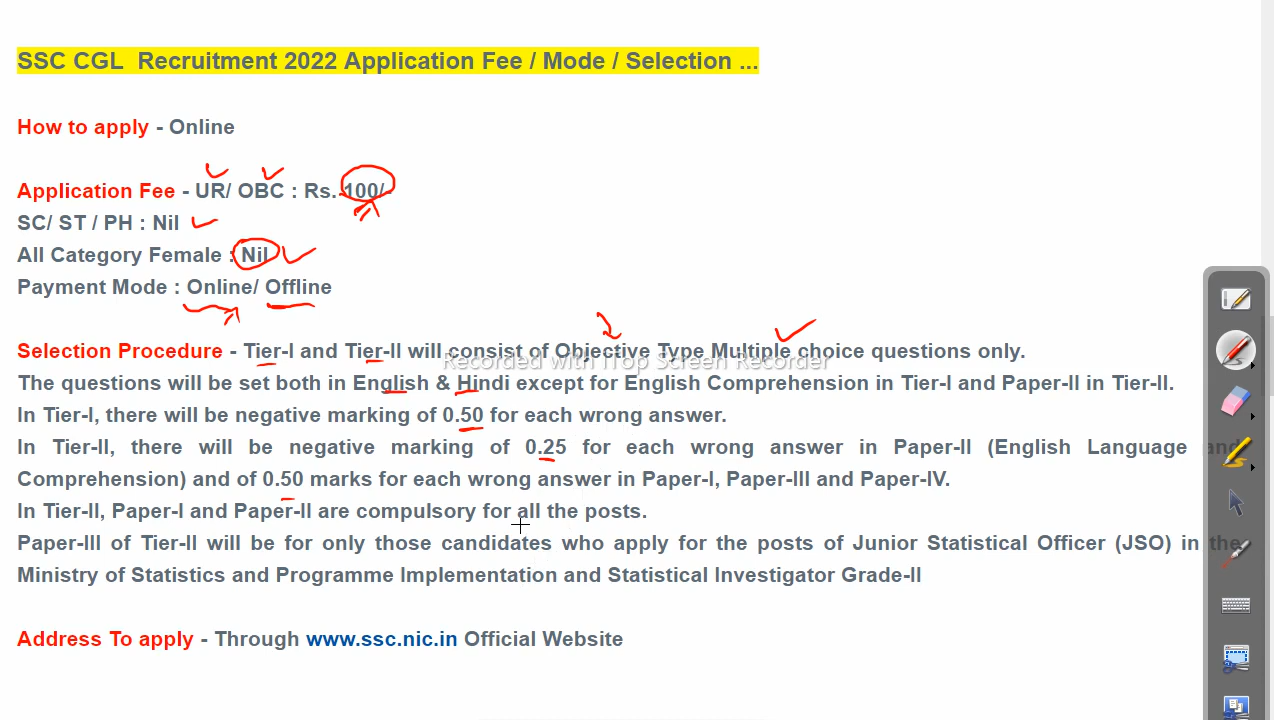 SSC CGL Recruitment 2022 Application Fee / Mode / Selection ...
How to apply - Online
Application Fee - UR/ OBC : Rs. 100/-
SC/ ST / PH : Nil
All Category Female : Nil
Payment Mode : Online/ Offline
Selection Procedure - Tier-I and Tier-II will consist of Objective Type Multiple choice questions only.
Recorded with iTop Screen Recorder
The questions will be set both in English & Hindi except for English Comprehension in Tier-I and Paper-II in Tier-II.
In Tier-I, there will be negative marking of 0.50 for each wrong answer.
In Tier-II, there will be negative marking of 0.25 for each wrong answer in Paper-II (English Language and
Comprehension) and of 0.50 marks for each wrong answer in Paper-I, Paper-III and Paper-IV.
In Tier-II, Paper-I and Paper-II are compulsory for all the posts.
Paper-III of Tier-II will be for only those candidates who apply for the posts of Junior Statistical Officer (JSO) in the
Ministry of Statistics and Programme Implementation and Statistical Investigator Grade-II
Address To apply - Through www.ssc.nic.in Official Website